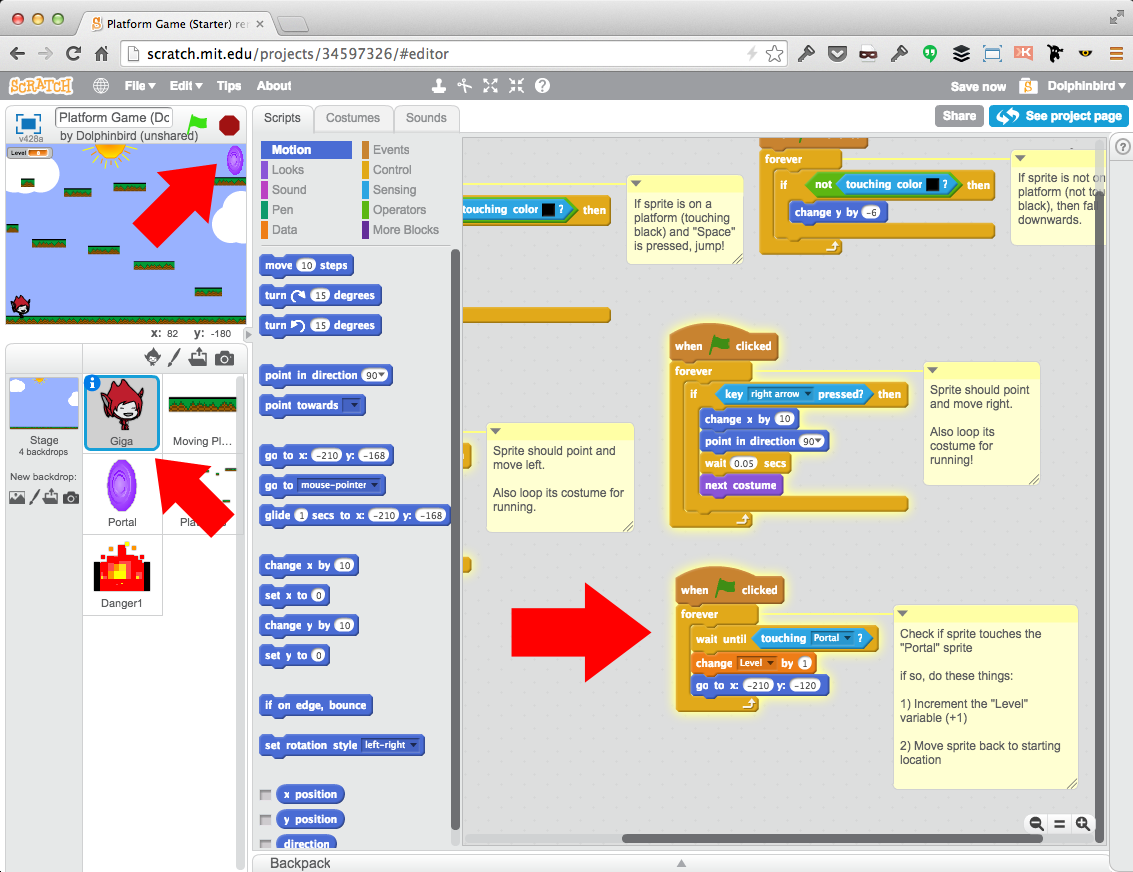 Platform Game (Starter) re
scratch.mit.edu/projects/34597326/#editor
SCRATCH
File
Edit
Tips
About
Save now
Dolphinbird
v428a
Platform Game (Dc
by Dolphinbird (unshared)
Scripts
Costumes
Sounds
Share
See project page
Level
x: 82 y: -180
Stage
4 backdrops
New backdrop:
Giga
Moving Pl...
Portal
Danger1
Motion
Looks
Sound
Pen
Data
Events
Control
Sensing
Operators
More Blocks
move 10 steps
turn 15 degrees
turn 15 degrees
point in direction 90
point towards
go to x: -210 y: -168
go to mouse-pointer
glide 1 secs to x: -210 y: -168
change x by 10
set x to 0
change y by 10
set y to 0
if on edge, bounce
set rotation style left-right
x position
y position
direction
touching color ? then
If sprite is on a
platform (touching
black) and "Space"
is pressed, jump!
forever
if not touching color ? then
change y by -6
If sprite is not on
platform (not to
black), then fall
downwards.
Sprite should point and
move left.
Also loop its costume for
running.
when clicked
forever
if key right arrow pressed? then
change x by 10
point in direction 90
wait 0.05 secs
next costume
Sprite should point
and move right.
Also loop its
costume for
running!
when clicked
forever
wait until touching Portal ?
change Level by 1
go to x: -210 y: -120
Check if sprite touches the
"Portal" sprite
if so, do these things:
1) Increment the "Level"
variable (+1)
2) Move sprite back to starting
location
Backpack